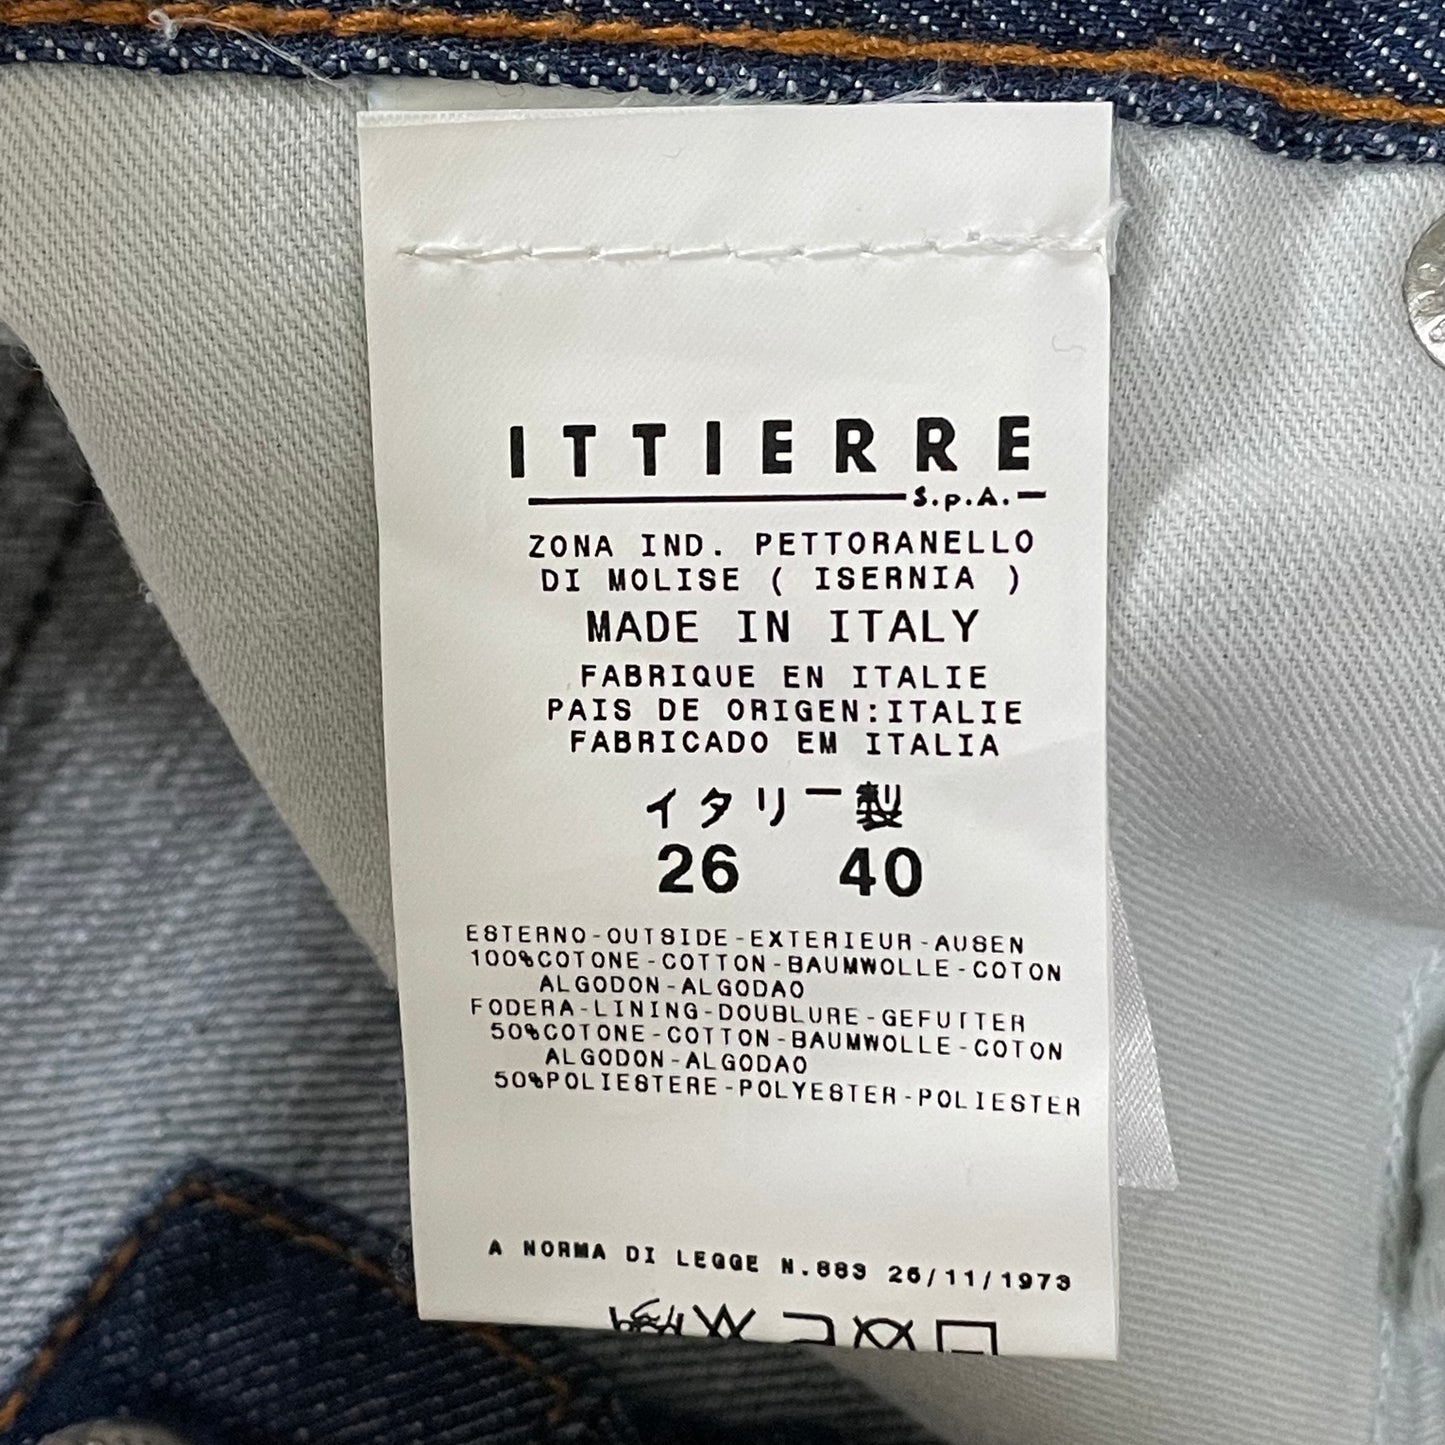 ITTIERRE
S.p.A.
ZONA IND. PETTORANELLO
DI MOLISE ( ISERNIA )
MADE IN ITALY
FABRIQUE EN ITALIE
PAIS DE ORIGEN:ITALIE
FABRICADO EM ITALIA
イタリー製
26 40
ESTERNO-OUTSIDE-EXTERIEUR-AUSEN
100%COTONE-COTTON-BAUMWOLLE-COTON
ALGODON-ALGODAO
FODERA-LINING-DOUBLURE-GEFUTTER
50%COTONE-COTTON-BAUMWOLLE-COTON
ALGODON-ALGODAO
50%POLIESTERE-POLYESTER-POLIESTER
A NORMA DI LEGGE N.883 26/11/1973